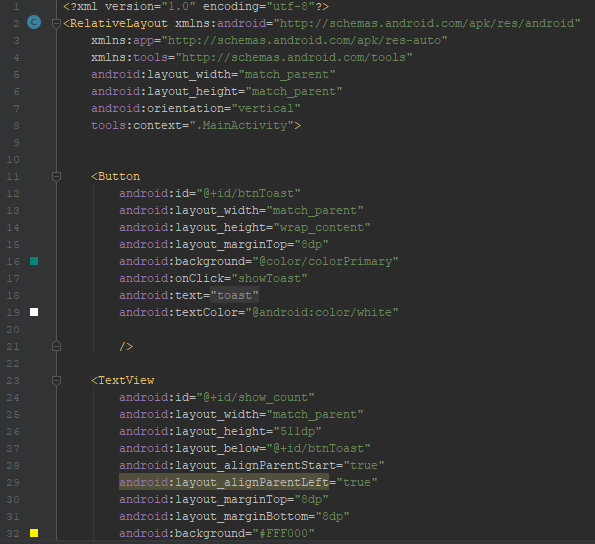 1 <?xml version="1.0" encoding="utf-8"?>
2 C <RelativeLayout xmlns:android="http://schemas.android.com/apk/res/android"
3 xmlns:app="http://schemas.android.com/apk/res-auto"
4 xmlns:tools="http://schemas.android.com/tools"
5 android:layout_width="match_parent"
6 android:layout_height="match_parent"
7 android:orientation="vertical"
8 tools:context=".MainActivity">
9
10
11 <Button
12 android:id="@+id/btnToast"
13 android:layout_width="match_parent"
14 android:layout_height="wrap_content"
15 android:layout_marginTop="8dp"
16 android:background="@color/colorPrimary"
17 android:onClick="showToast"
18 android:text="toast"
19 android:textColor="@android:color/white"
20
21 />
22
23 <TextView
24 android:id="@+id/show_count"
25 android:layout_width="match_parent"
26 android:layout_height="511dp"
27 android:layout_below="@+id/btnToast"
28 android:layout_alignParentStart="true"
29 android:layout_alignParentLeft="true"
30 android:layout_marginTop="8dp"
31 android:layout_marginBottom="8dp"
32 android:background="#FFF000"